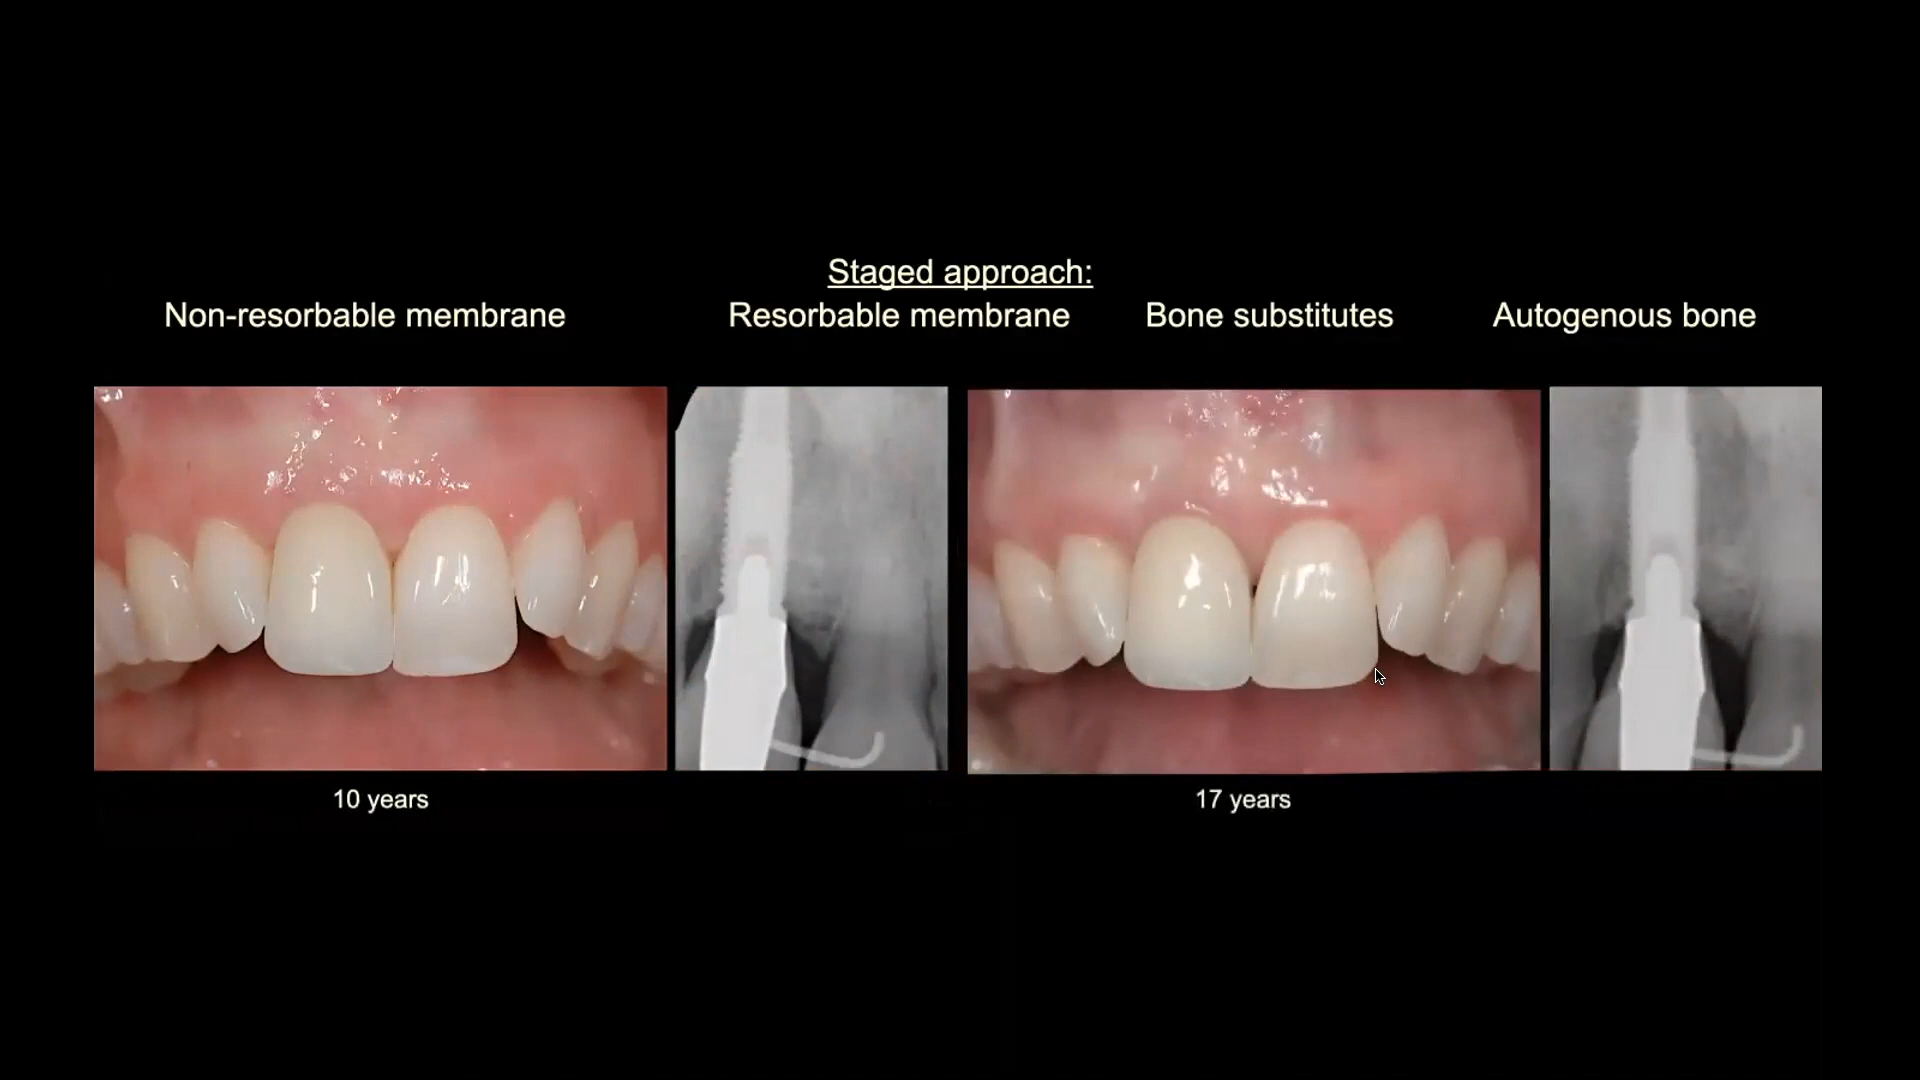 Staged approach:
Non-resorbable membrane Resorbable membrane Bone substitutes Autogenous bone
10 years
17 years